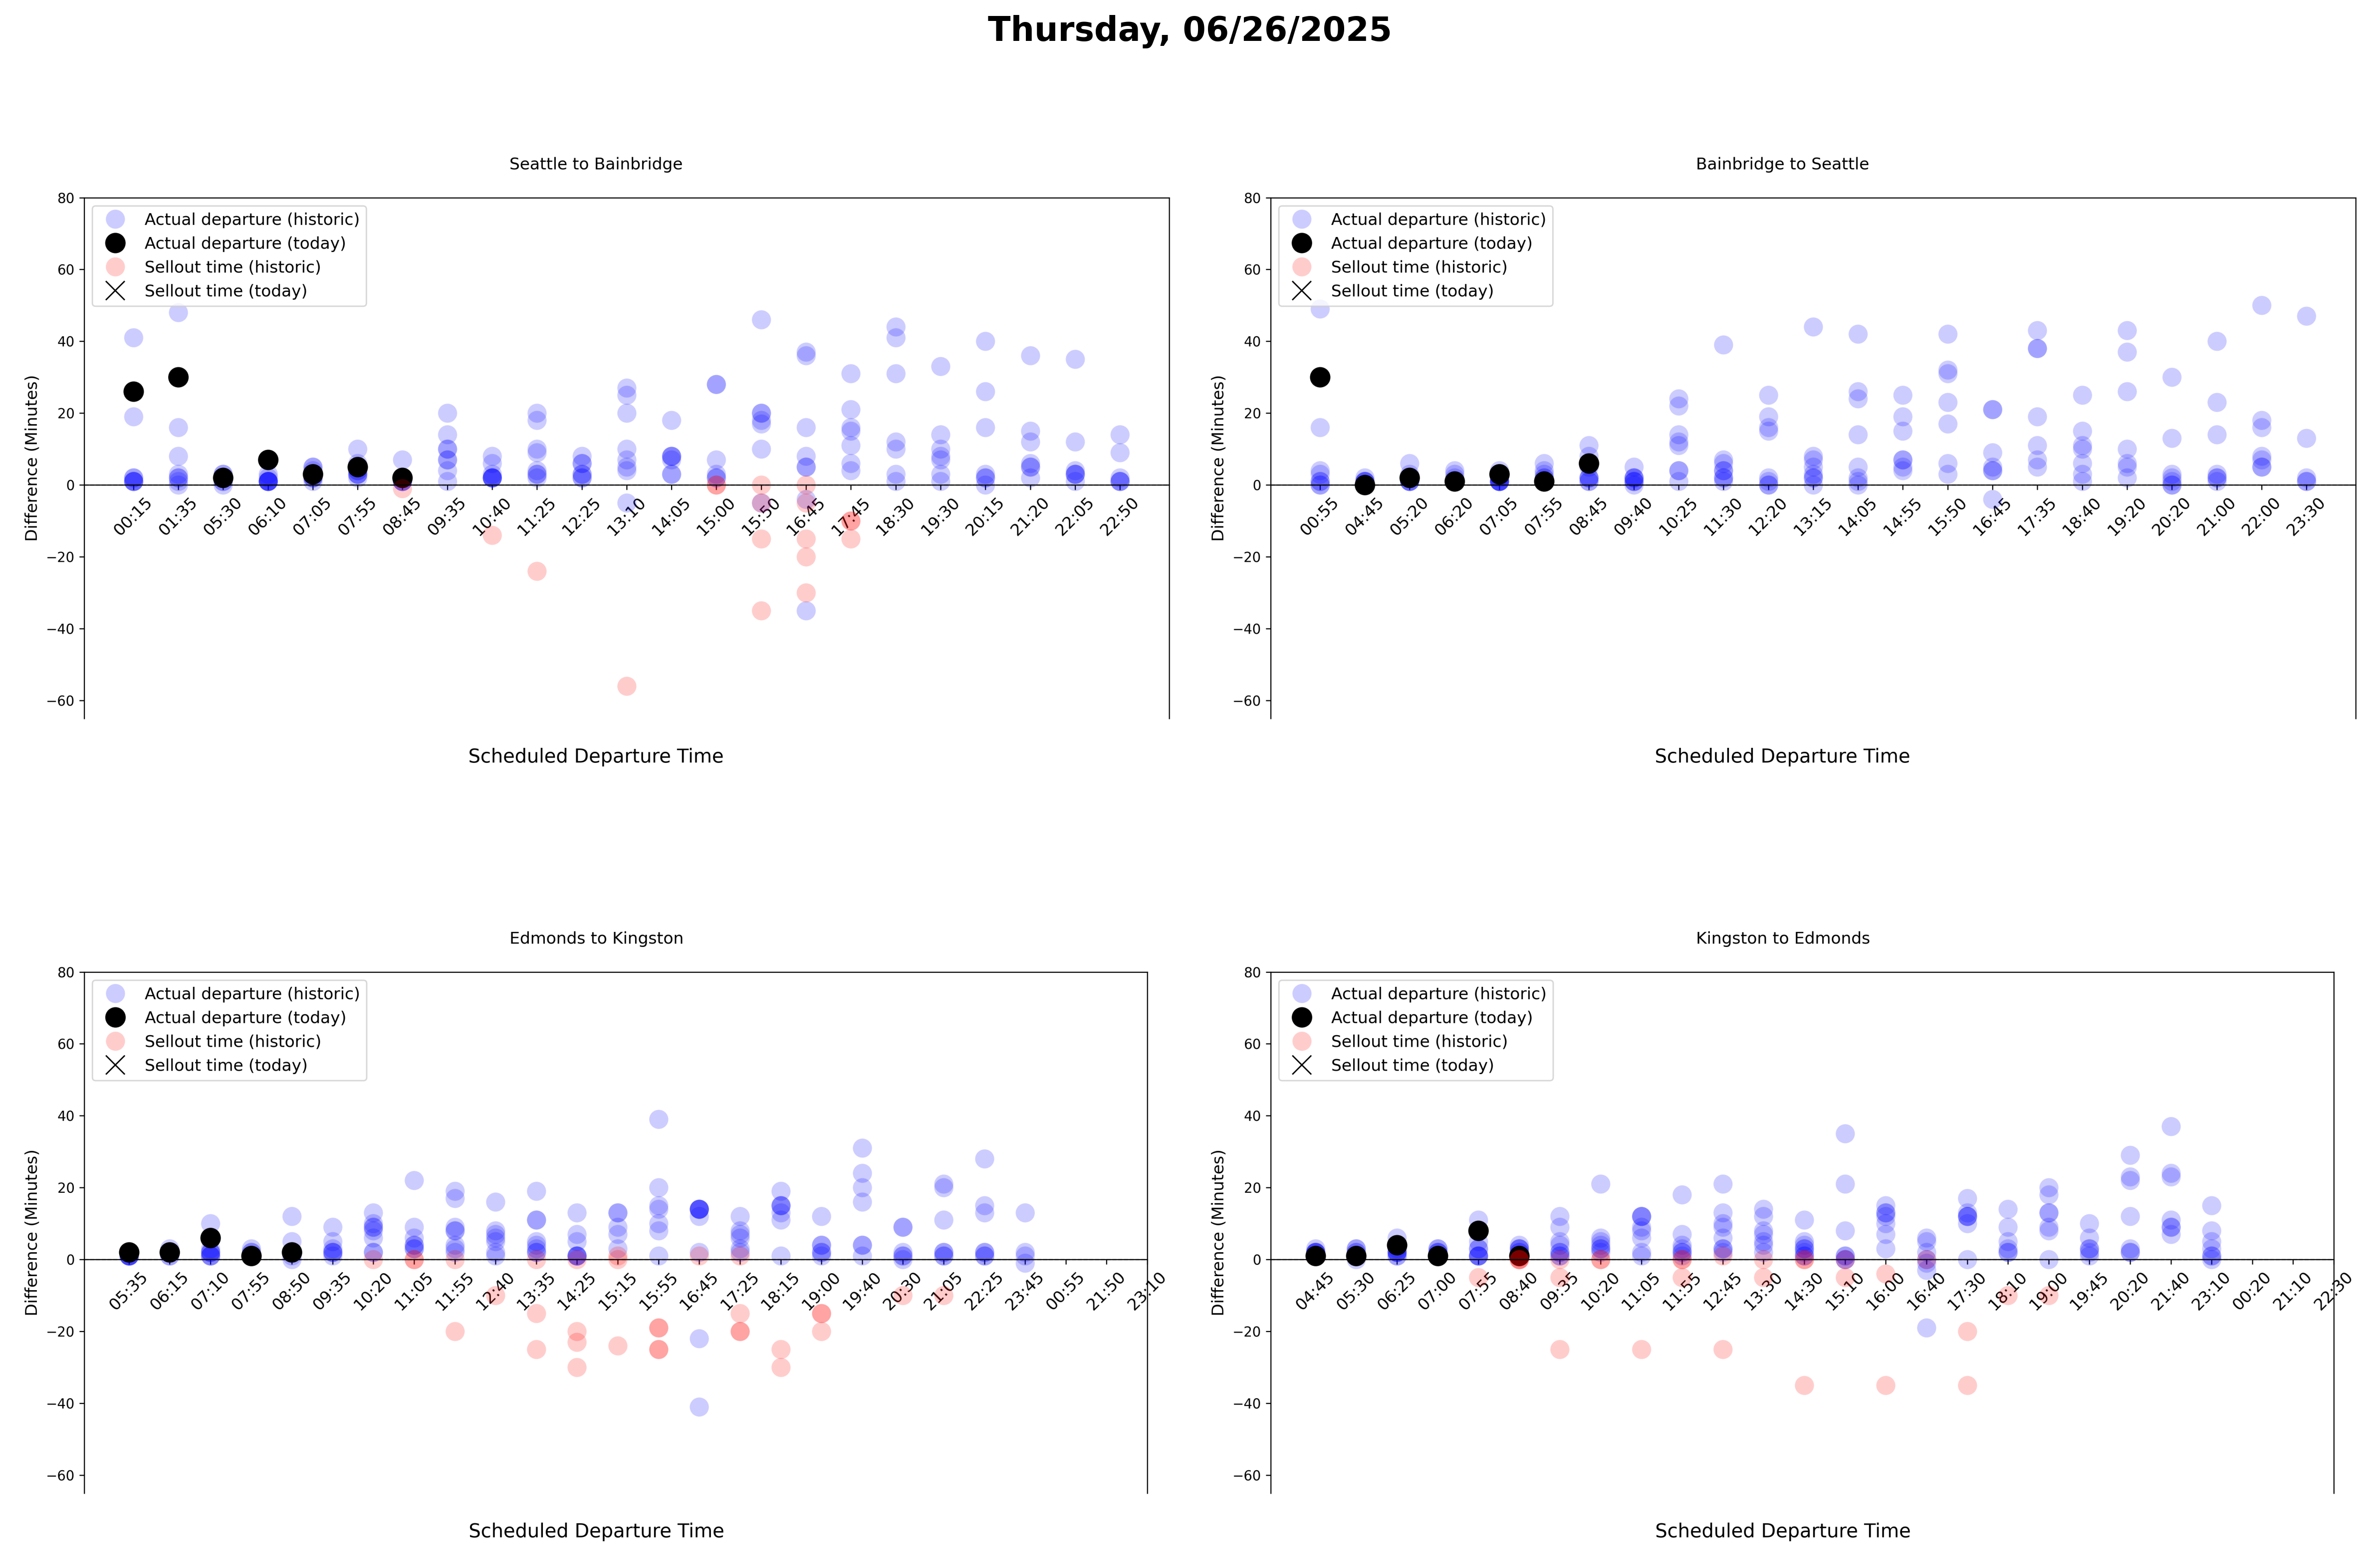 Thursday, 06/26/2025
Seattle to Bainbridge
80
60
40
20
0
−20
−40
−60
Difference (Minutes)
Actual departure (historic)
Actual departure (today)
Sellout time (historic)
Sellout time (today)
00:15 01:35 05:30 06:10 07:05 07:55 08:45 09:35 10:40 11:25 12:25 13:10 14:05 15:00 15:50 16:45 17:45 18:30 19:30 20:15 21:20 22:05 22:50
Scheduled Departure Time
Bainbridge to Seattle
80
60
40
20
0
−20
−40
−60
Difference (Minutes)
Actual departure (historic)
Actual departure (today)
Sellout time (historic)
Sellout time (today)
00:55 04:45 05:20 06:20 07:05 07:55 08:45 09:40 10:25 11:30 12:20 13:15 14:05 14:55 15:50 16:45 17:35 18:40 19:20 20:20 21:00 22:00 23:30
Scheduled Departure Time
Edmonds to Kingston
80
60
40
20
0
−20
−40
−60
Difference (Minutes)
Actual departure (historic)
Actual departure (today)
Sellout time (historic)
Sellout time (today)
05:35 06:15 07:10 07:55 08:50 09:35 10:20 11:05 11:55 12:40 13:35 14:25 15:15 15:55 16:45 17:25 18:15 19:00 19:40 20:30 21:05 22:25 23:45 00:55 21:50 23:10
Scheduled Departure Time
Kingston to Edmonds
80
60
40
20
0
−20
−40
−60
Difference (Minutes)
Actual departure (historic)
Actual departure (today)
Sellout time (historic)
Sellout time (today)
04:45 05:30 06:25 07:00 07:55 08:40 09:35 10:20 11:05 11:55 12:45 13:30 14:30 15:10 16:00 16:40 17:30 18:10 19:00 19:45 20:20 21:40 23:10 00:20 21:10 22:30
Scheduled Departure Time